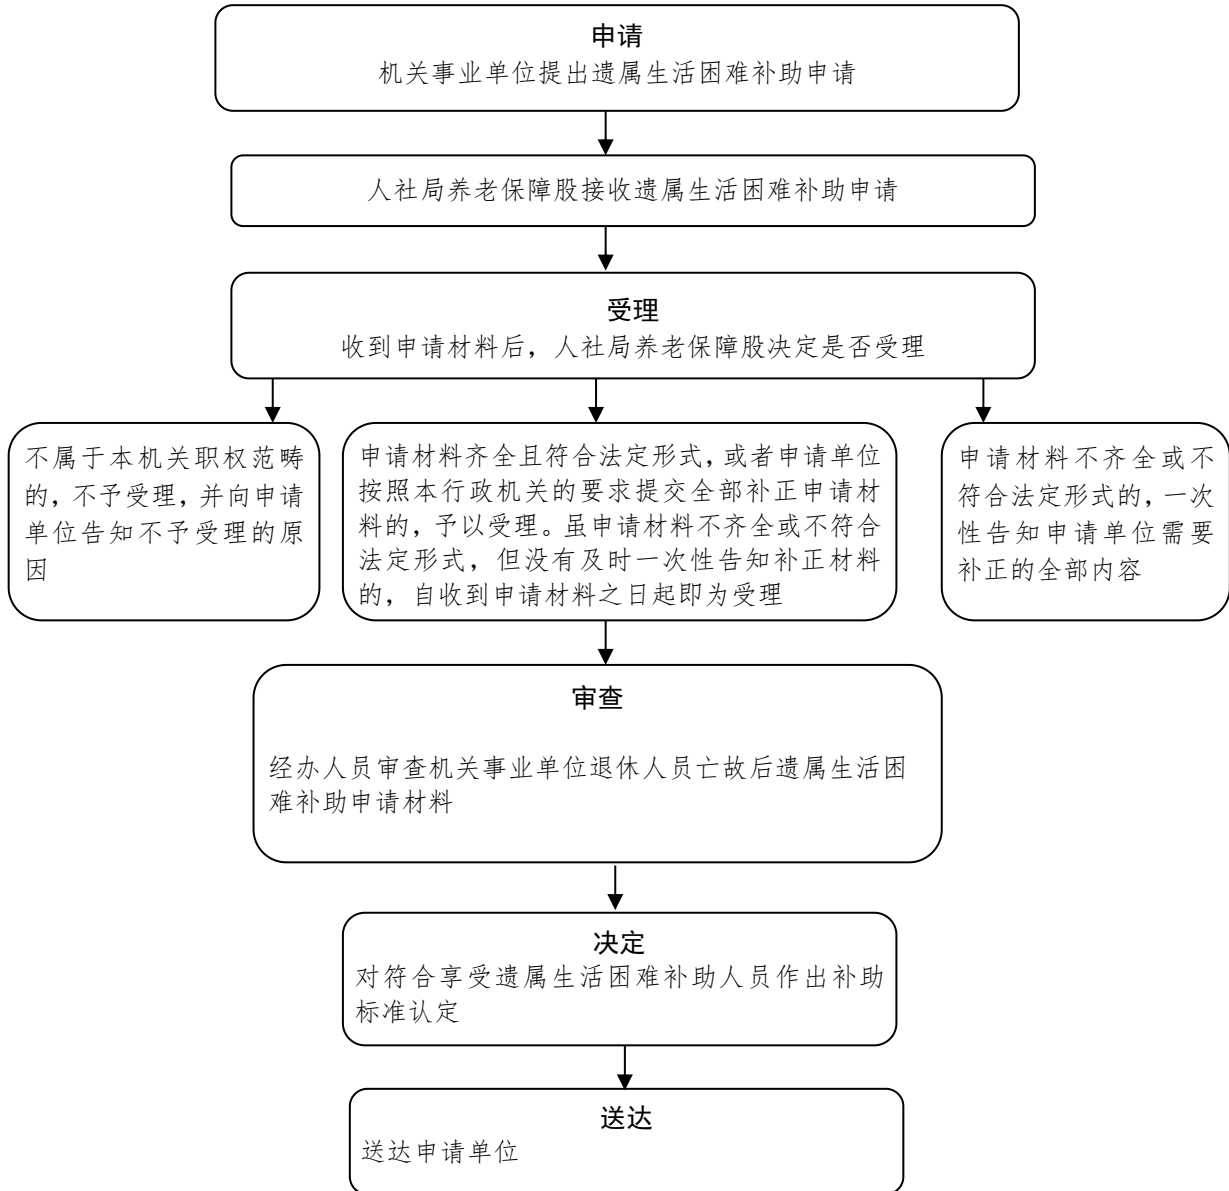 申请
机关事业单位提出遗属生活困难补助申请
人社局养老保障股接收遗属生活困难补助申请
受理
收到申请材料后，人社局养老保障股决定是否受理
不属于本机关职权范畴
的，不予受理，并向申请
单位告知不予受理的原
因
申请材料齐全且符合法定形式，或者申请单位
按照本行政机关的要求提交全部补正申请材
料的，予以受理。虽申请材料不齐全或不符合
法定形式，但没有及时一次性告知补正材料
的，自收到申请材料之日起即为受理
申请材料不齐全或不
符合法定形式的，一次
性告知申请单位需要
补正的全部内容
审查
经办人员审查机关事业单位退休人员亡故后遗属生活困
难补助申请材料
决定
对符合享受遗属生活困难补助人员作出补助
标准认定
送达
送达申请单位